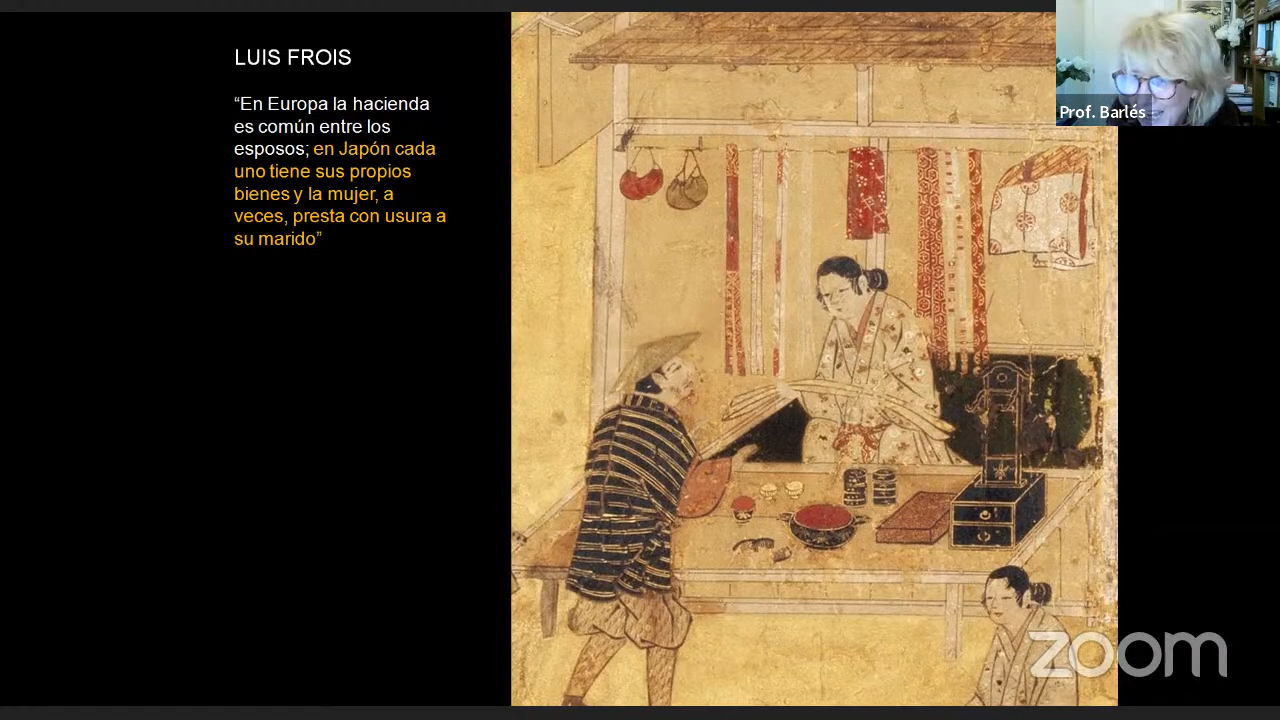 LUIS FROIS
“En Europa la hacienda
es común entre los
esposos; en Japón cada
uno tiene sus propios
bienes y la mujer, a
veces, presta con usura a
su marido”
Prof. Barlés
zoom